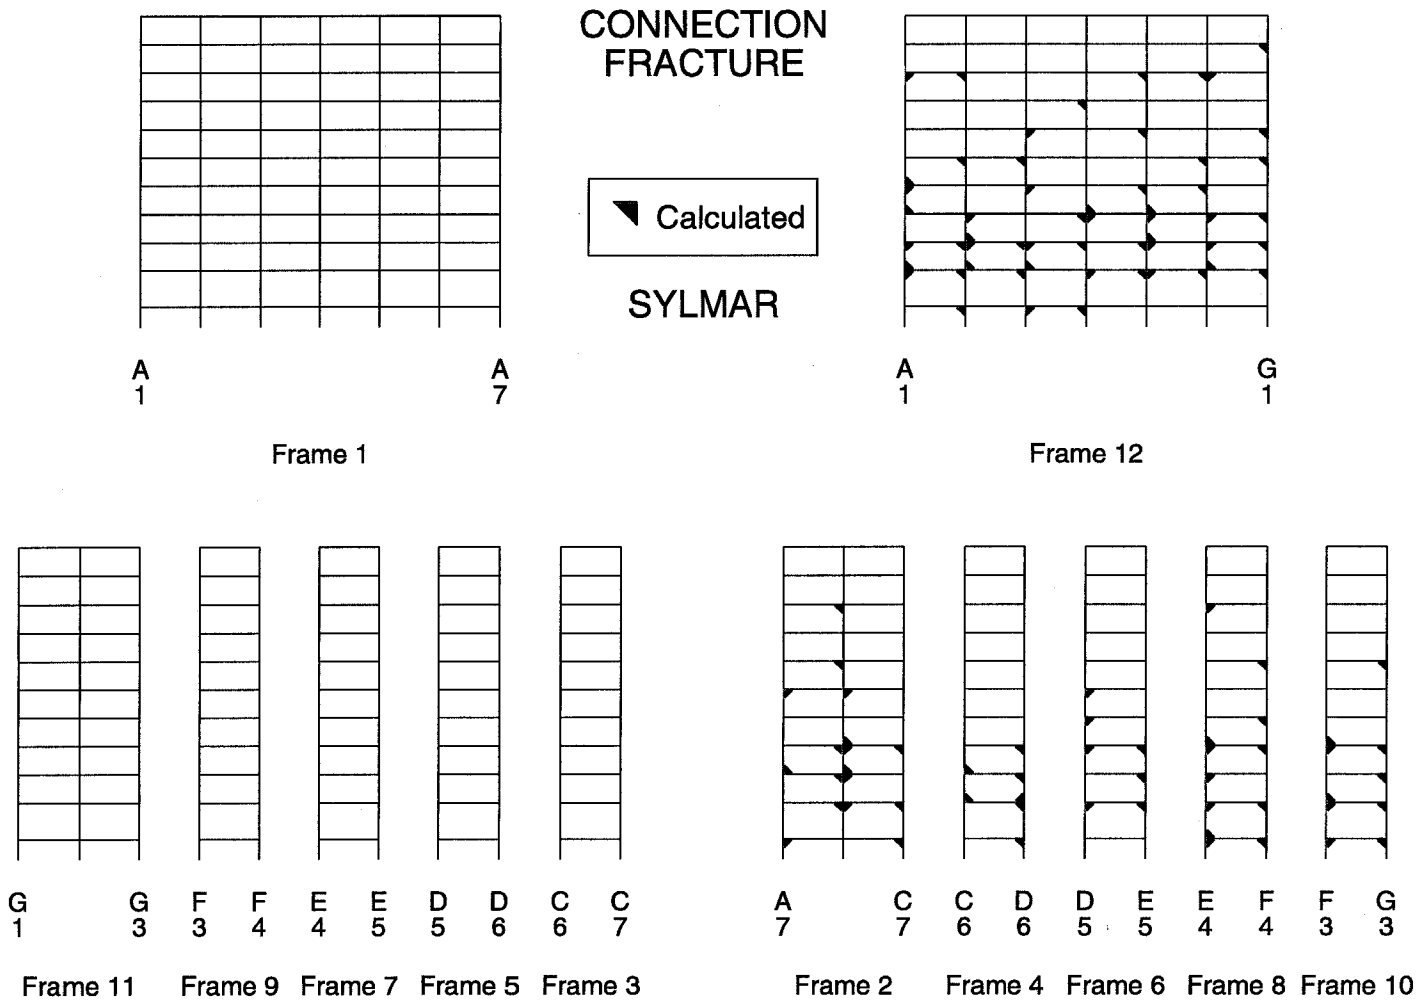 CONNECTION
FRACTURE
Calculated
SYLMAR
A A
1 7
Frame 1
A G
1 1
Frame 12
G G F F E E D D C C
1 3 3 4 4 5 5 6 6 7
Frame 11 Frame 9 Frame 7 Frame 5 Frame 3
A C C D D E E F F G
7 7 6 6 5 5 4 4 3 3
Frame 2 Frame 4 Frame 6 Frame 8 Frame 10